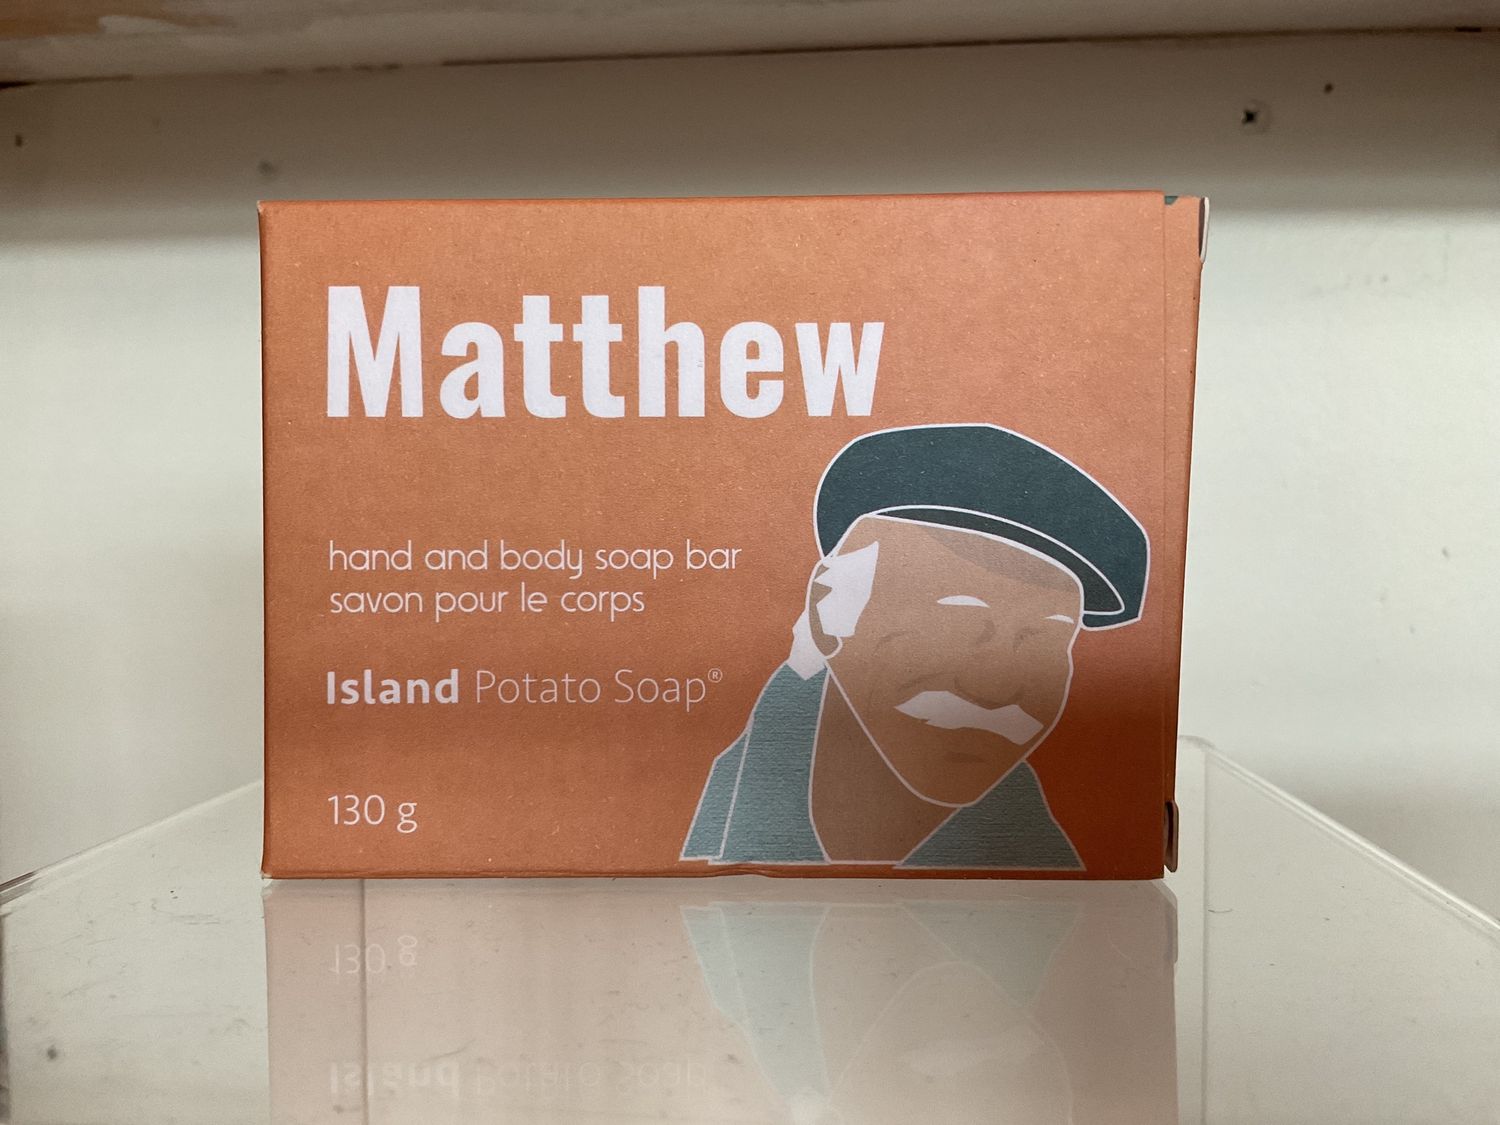 Matthew
hand and body soap bar
savon pour le corps
Island Potato Soap®
130 g